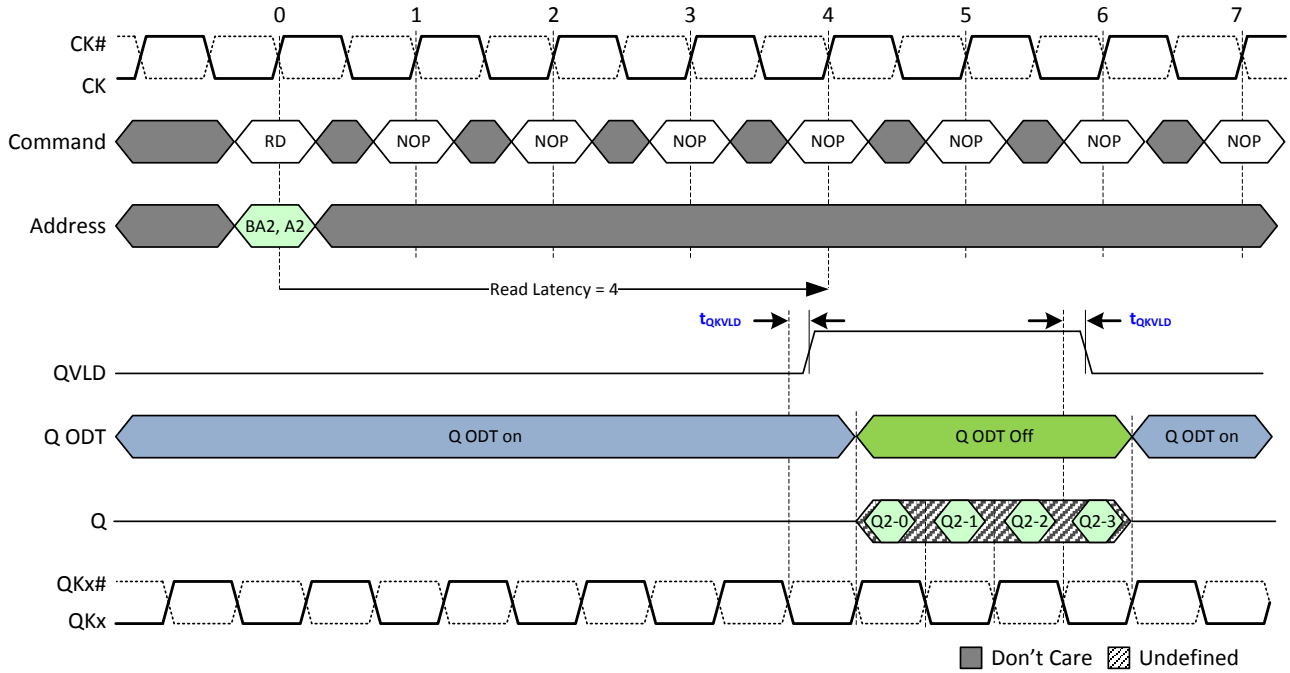 0 1 2 3 4 5 6 7
CK#
CK
Command RD NOP NOP NOP NOP NOP NOP NOP
Address BA2, A2
Read Latency = 4
tQKVLD tQKVLD
QVLD
Q ODT Q ODT on Q ODT Off Q ODT on
Q Q2-0 Q2-1 Q2-2 Q2-3
QKx#
QKx
Don't Care Undefined